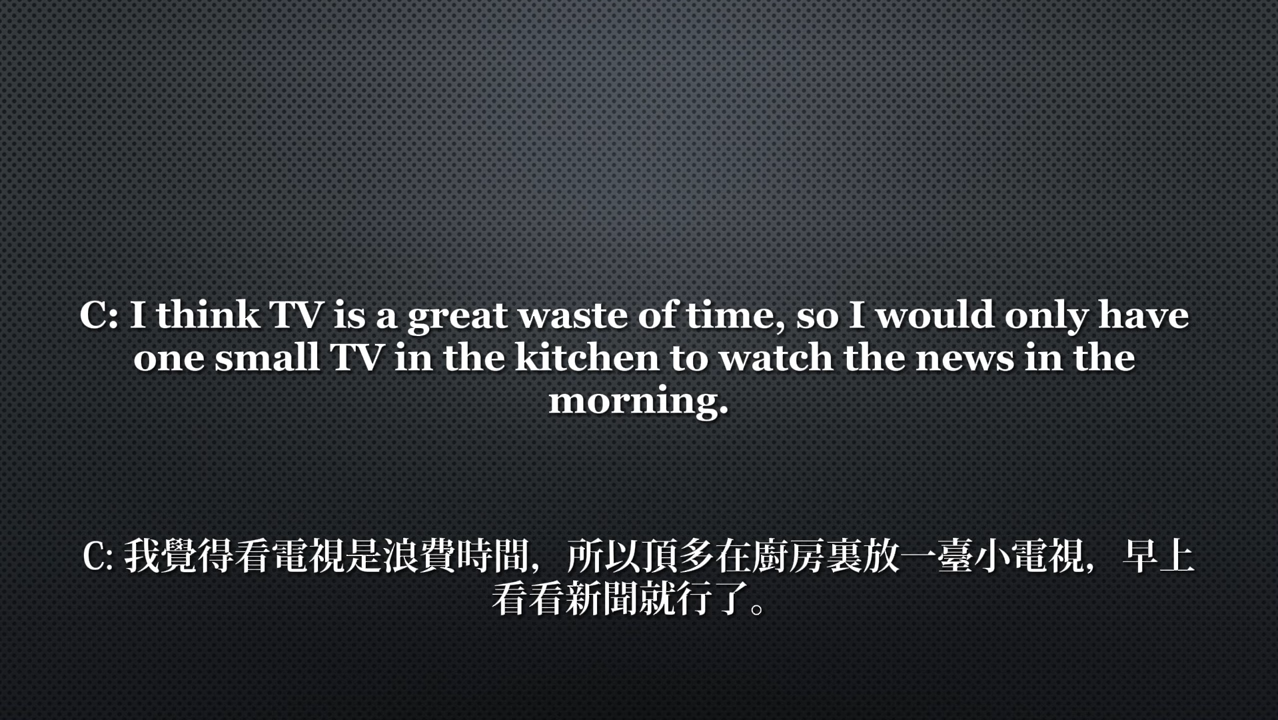 C: I think TV is a great waste of time, so I would only have
one small TV in the kitchen to watch the news in the
morning.
C: 我覺得看電視是浪費時間，所以頂多在廚房裏放一臺小電視，早上
看看新聞就行了。